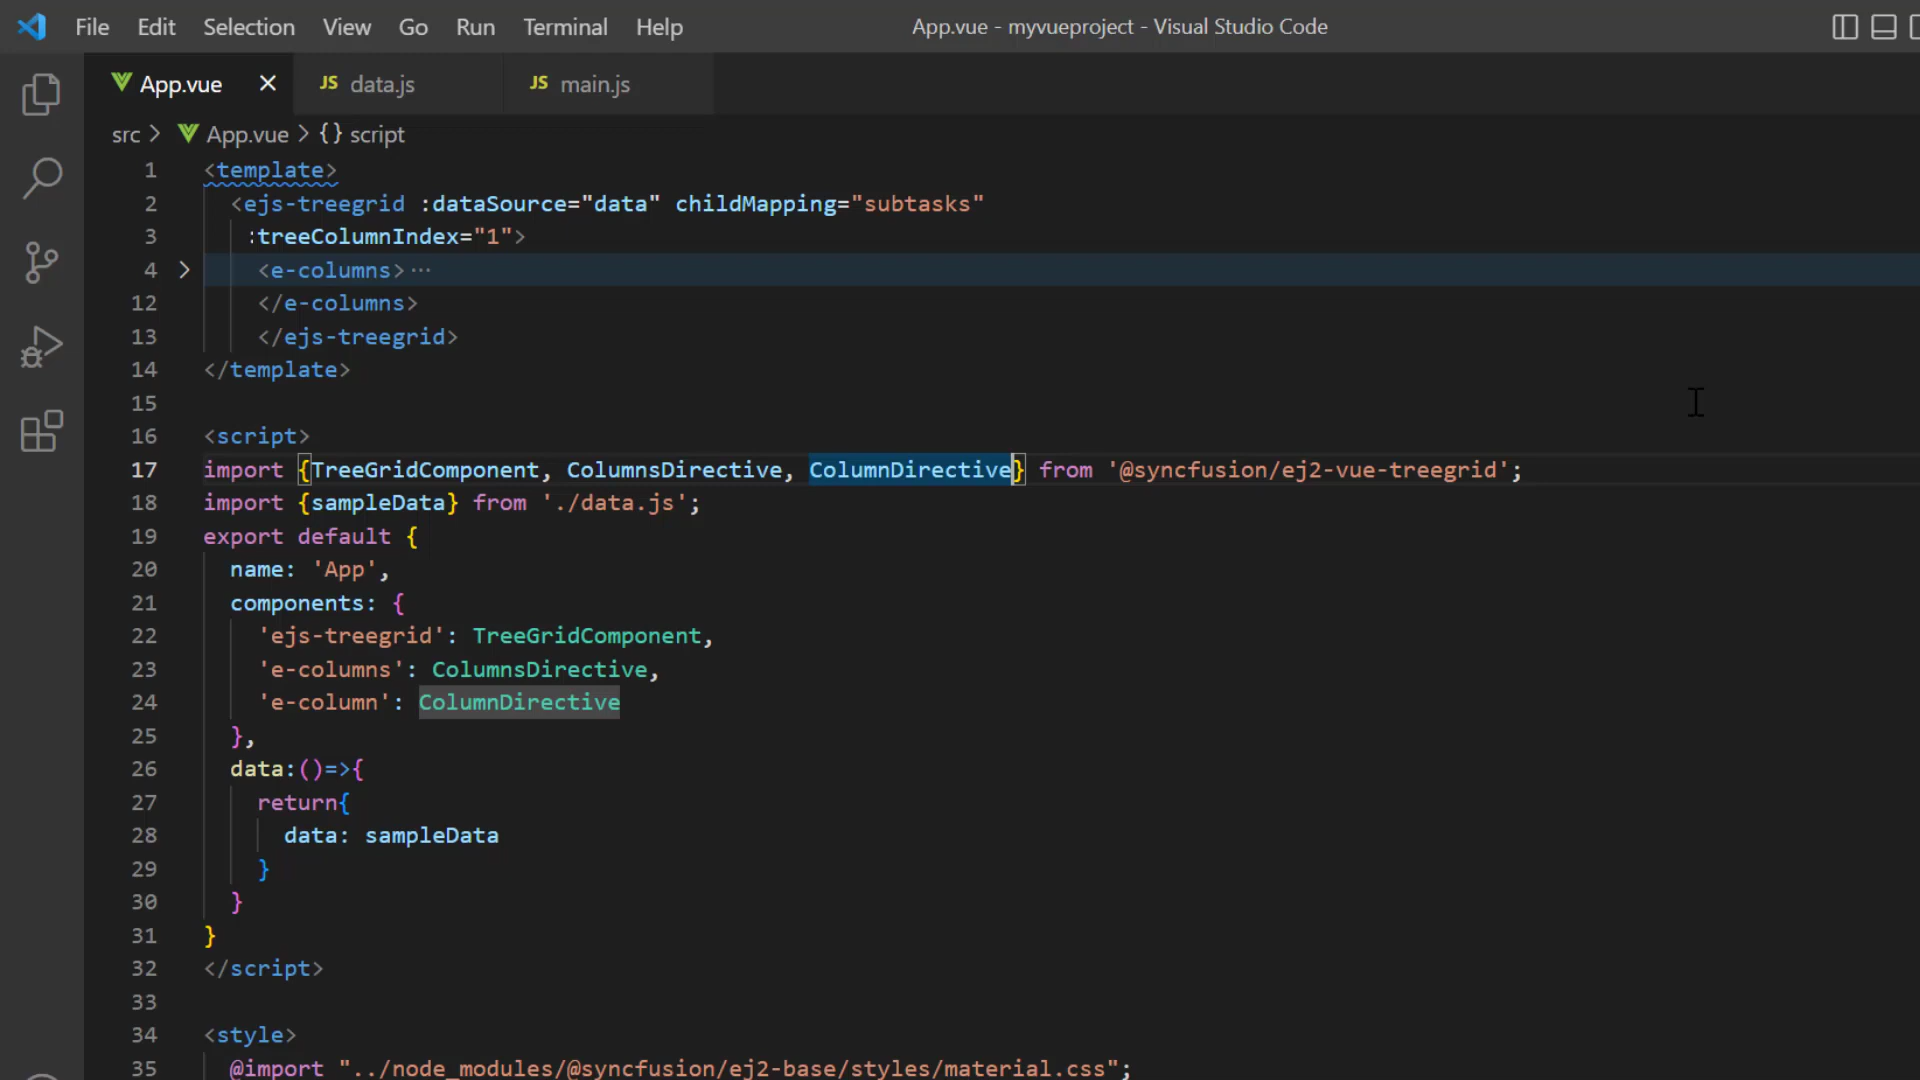 File Edit Selection View Go Run Terminal Help App.vue - myvueproject - Visual Studio Code
App.vue JS data.js JS main.js
src > App.vue > {} script
1 <template>
2 <ejs-treegrid :dataSource="data" childMapping="subtasks"
3 :treeColumnIndex="1">
4 <e-columns>···
12 </e-columns>
13 </ejs-treegrid>
14 </template>
15
16 <script>
17 import {TreeGridComponent, ColumnsDirective, ColumnDirective} from '@syncfusion/ej2-vue-treegrid';
18 import {sampleData} from './data.js';
19 export default {
20 name: 'App',
21 components: {
22 'ejs-treegrid': TreeGridComponent,
23 'e-columns': ColumnsDirective,
24 'e-column': ColumnDirective
25 },
26 data:()=>{
27 return{
28 data: sampleData
29 }
30 }
31 }
32 </script>
33
34 <style>
35 @import "../node_modules/@syncfusion/ej2-base/styles/material.css";